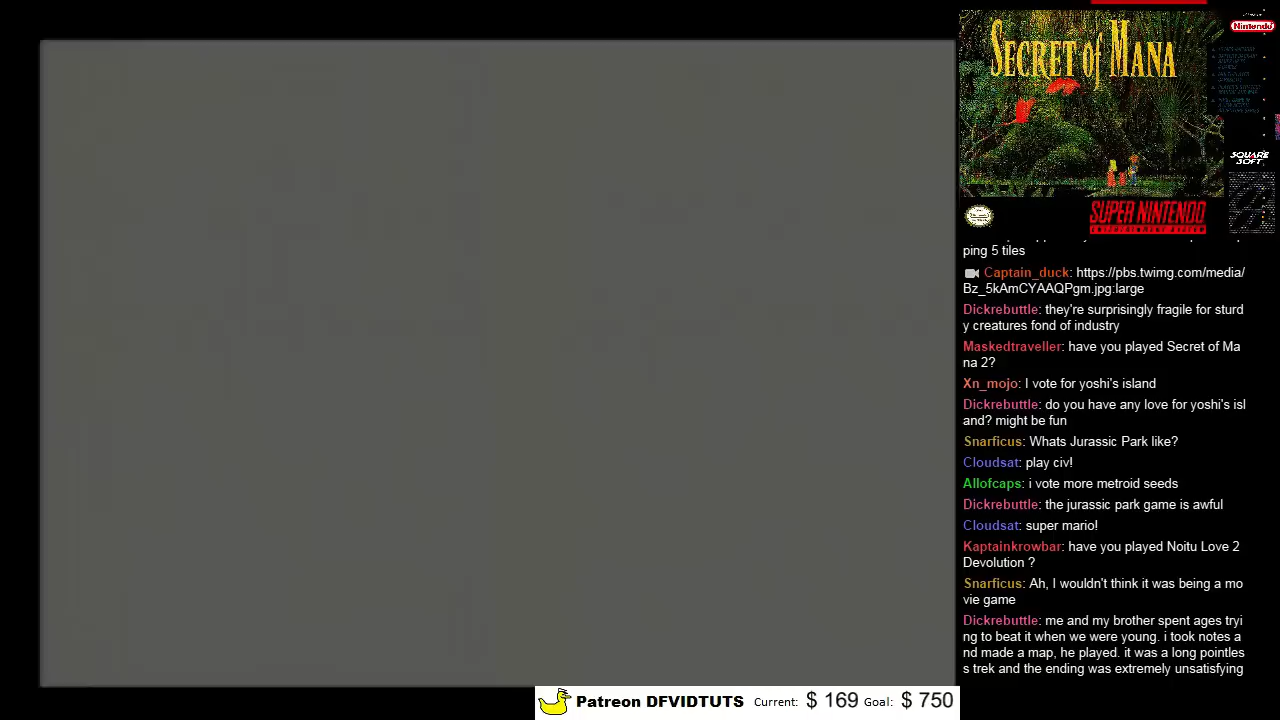 SECRET of MANA
Nintendo
SQUARE
SOFT
SUPER NINTENDO
ENTERTAINMENT SYSTEM
ping 5 tiles
Captain_duck: https://pbs.twimg.com/media/
Bz_5kAmCYAAQPgm.jpg:large
Dickrebuttle: they're surprisingly fragile for sturd
y creatures fond of industry
Maskedtraveller: have you played Secret of Ma
na 2?
Xn_mojo: I vote for yoshi's island
Dickrebuttle: do you have any love for yoshi's isl
and? might be fun
Snarficus: Whats Jurassic Park like?
Cloudsat: play civ!
Allofcaps: i vote more metroid seeds
Dickrebuttle: the jurassic park game is awful
Cloudsat: super mario!
Kaptainkrowbar: have you played Noitu Love 2
Devolution ?
Snarficus: Ah, I wouldn't think it was being a mo
vie game
Dickrebuttle: me and my brother spent ages tryi
ng to beat it when we were young. i took notes a
nd made a map, he played. it was a long pointles
s trek and the ending was extremely unsatisfying
Patreon DFVIDTUTS Current: $ 169 Goal: $ 750